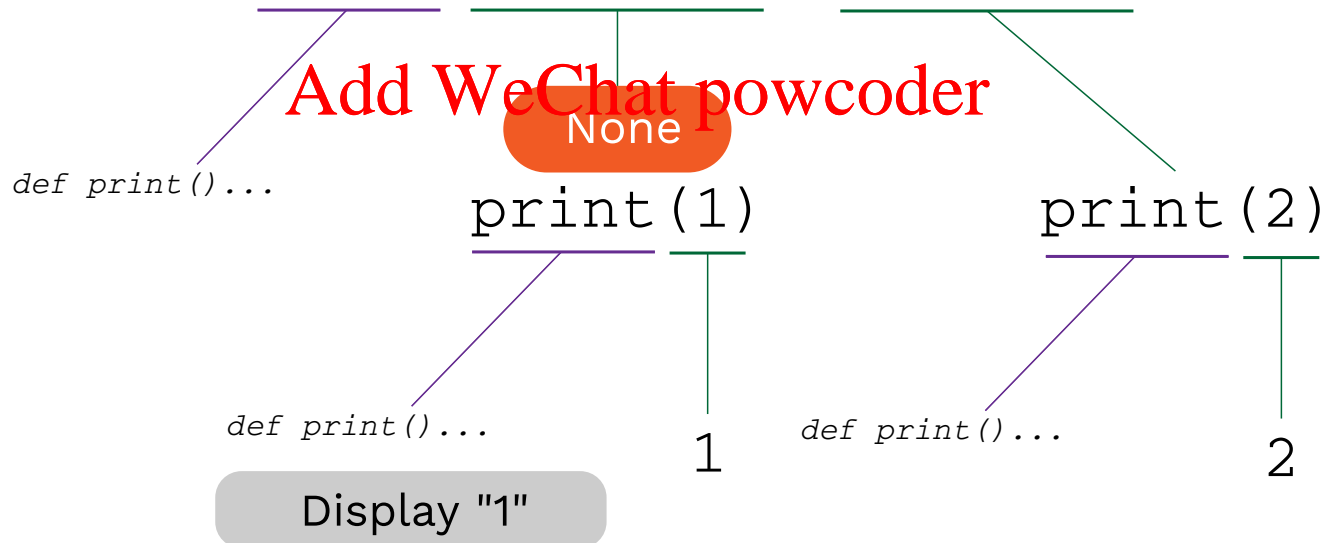 Add WeChat powcoder
None
def print()...
print(1)
print(2)
def print()...
1
def print()...
2
Display "1"